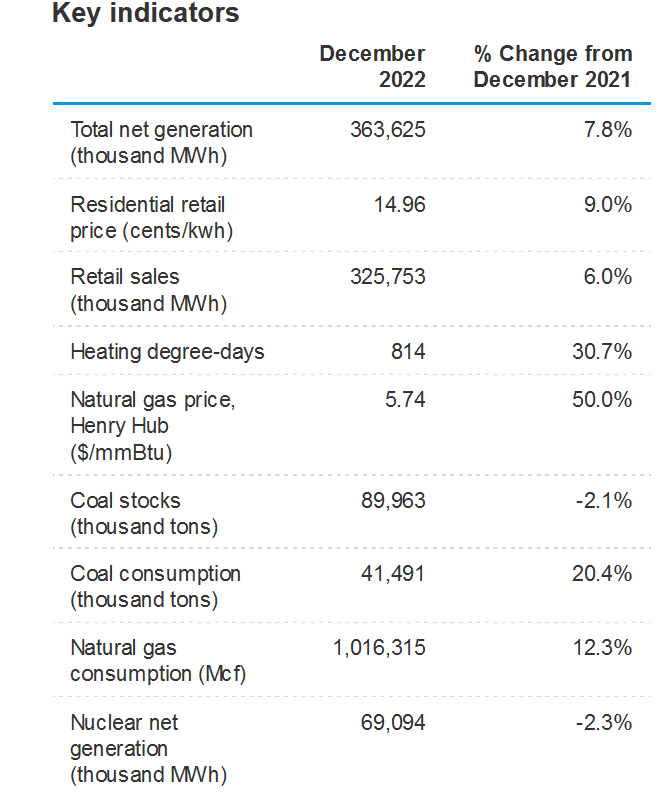 Key indicators
December % Change from
2022 December 2021
Total net generation 363,625 7.8%
(thousand MWh)
Residential retail 14.96 9.0%
price (cents/kwh)
Retail sales 325,753 6.0%
(thousand MWh)
Heating degree-days 814 30.7%
Natural gas price, 5.74 50.0%
Henry Hub
($/mmBtu)
Coal stocks 89,963 -2.1%
(thousand tons)
Coal consumption 41,491 20.4%
(thousand tons)
Natural gas 1,016,315 12.3%
consumption (Mcf)
Nuclear net 69,094 -2.3%
generation
(thousand MWh)